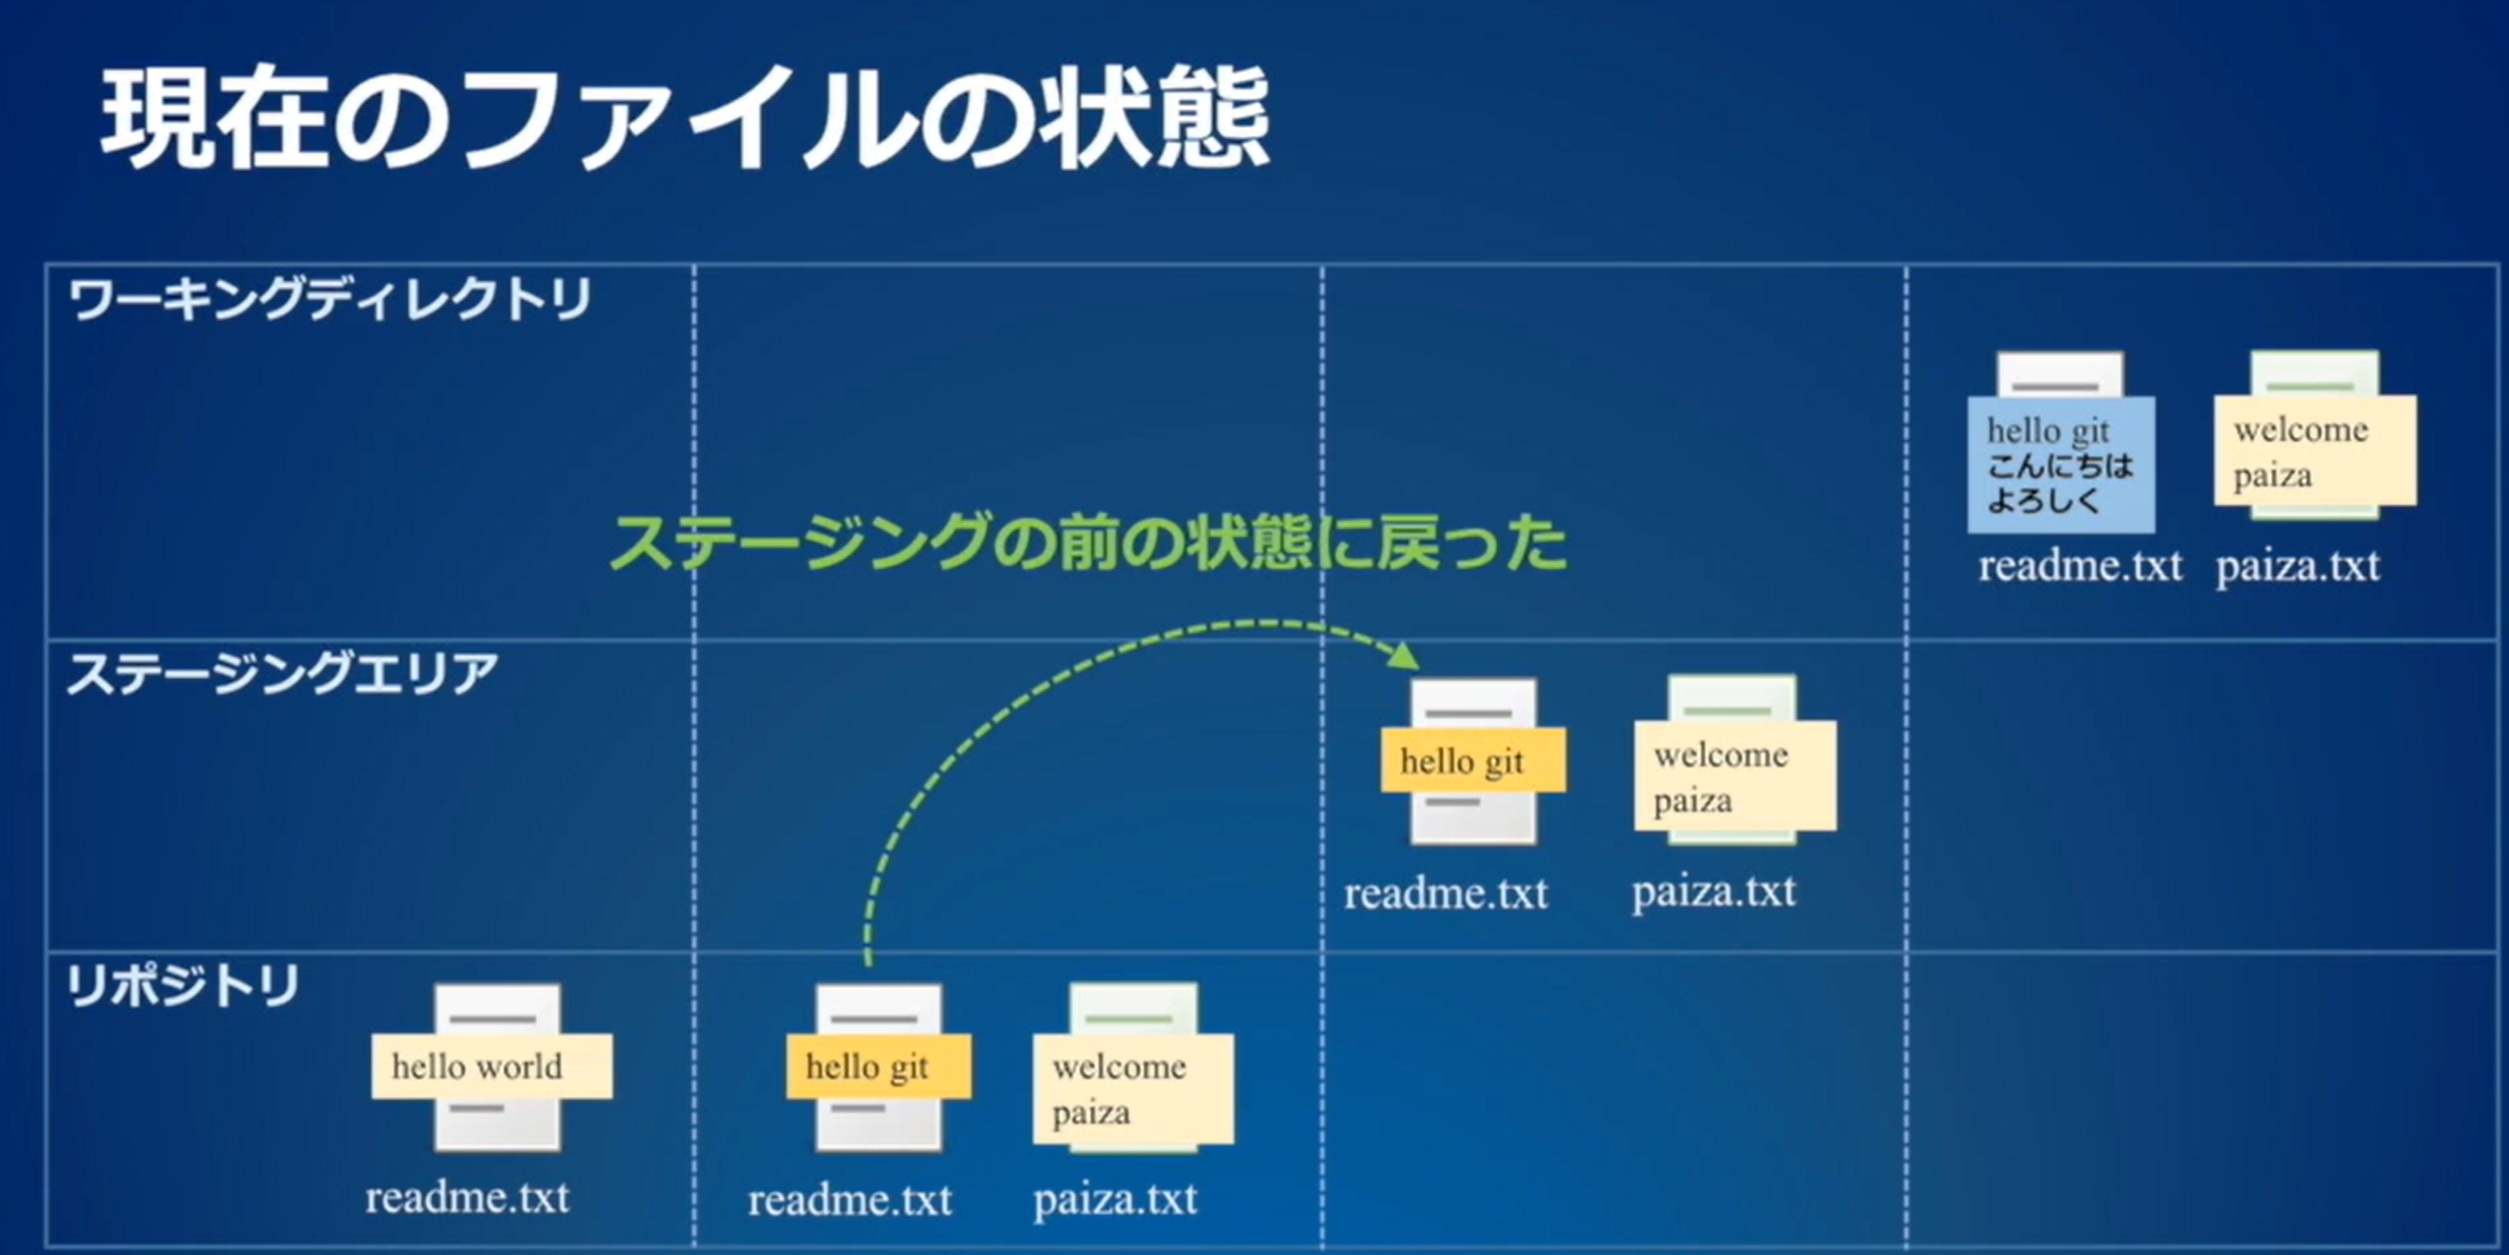 現在のファイルの状態
ワーキングディレクトリ
hello git
こんにちは
よろしく
readme.txt
welcome
paiza
paiza.txt
ステージングの前の状態に戻った
ステージングエリア
hello git
readme.txt
welcome
paiza
paiza.txt
リポジトリ
hello world
readme.txt
hello git
readme.txt
welcome
paiza
paiza.txt